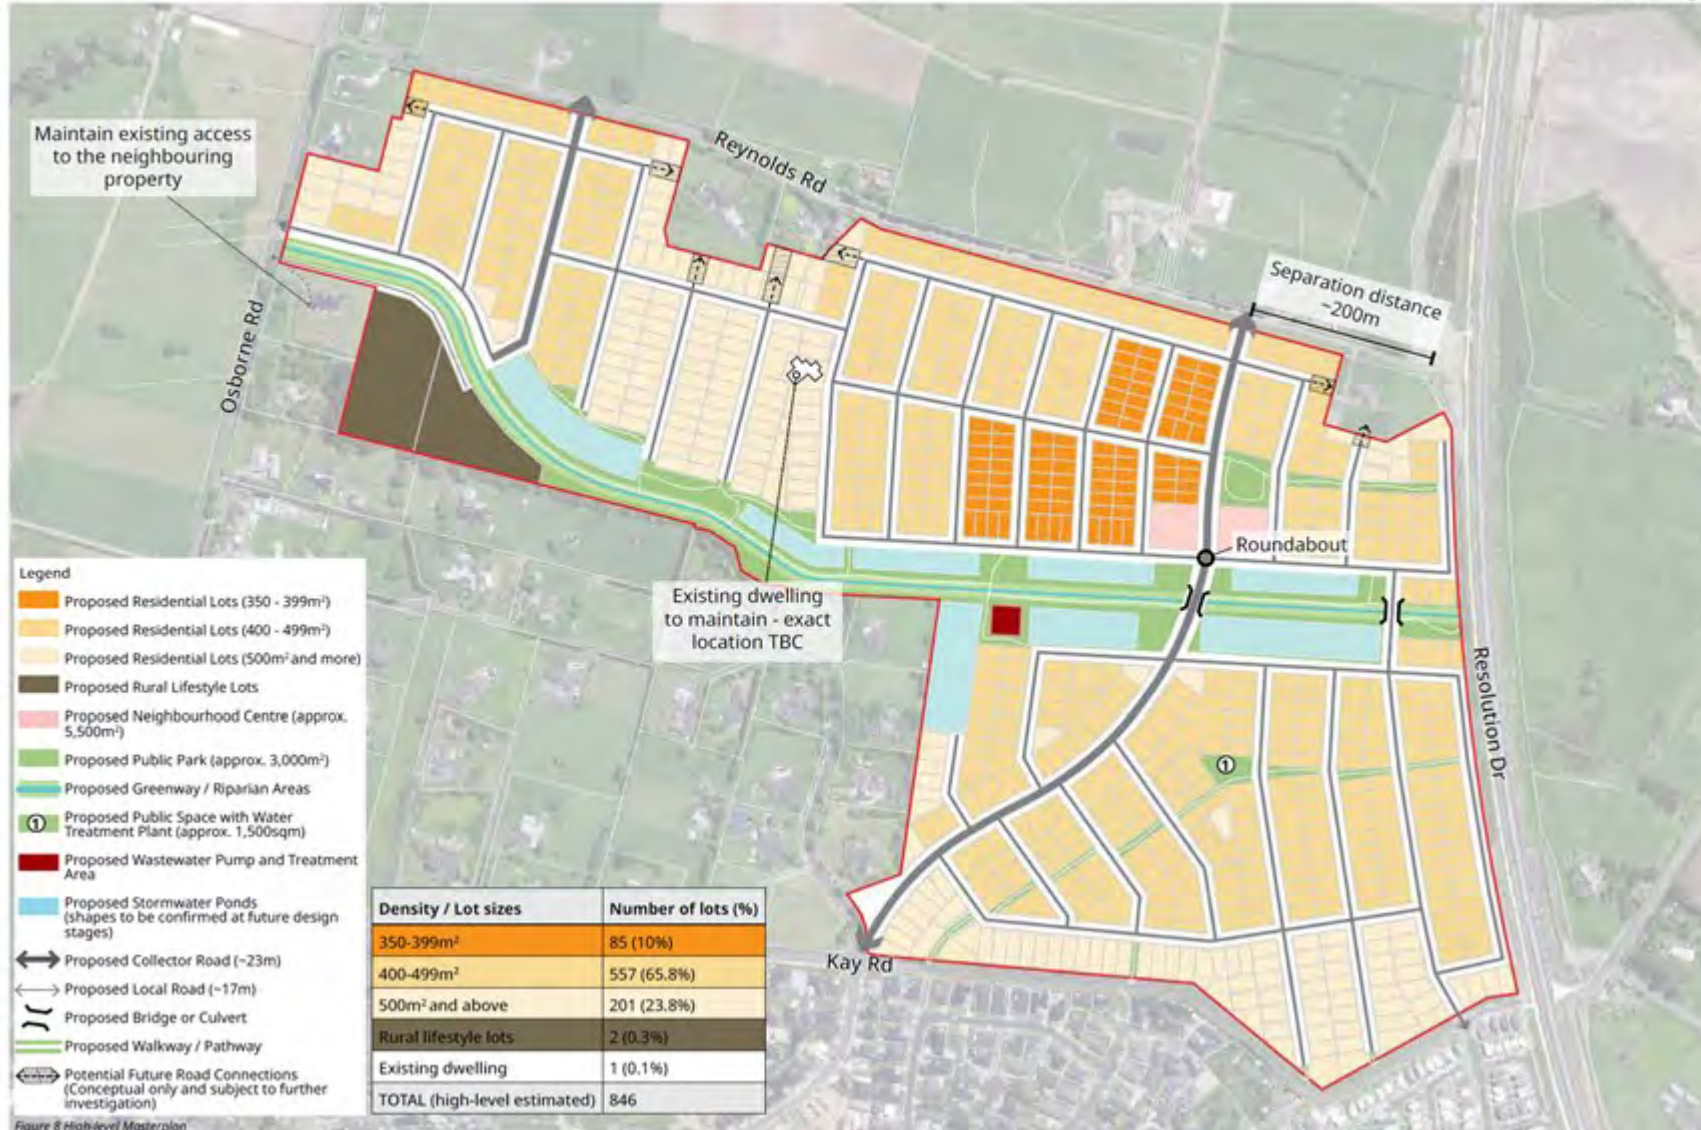 Maintain existing access
to the neighbouring
property
Reynolds Rd
Separation distance
~200m
Osborne Rd
Roundabout
Existing dwelling
to maintain - exact
location TBC
Resolution Dr
①
Kay Rd
Legend
Proposed Residential Lots (350 - 399m²)
Proposed Residential Lots (400 - 499m²)
Proposed Residential Lots (500m² and more)
Proposed Rural Lifestyle Lots
Proposed Neighbourhood Centre (approx.
5,500m²)
Proposed Public Park (approx. 3,000m²)
Proposed Greenway / Riparian Areas
① Proposed Public Space with Water
Treatment Plant (approx. 1,500sqm)
Proposed Wastewater Pump and Treatment
Area
Proposed Stormwater Ponds
(shapes to be confirmed at future design
stages)
Proposed Collector Road (~23m)
Proposed Local Road (~17m)
Proposed Bridge or Culvert
Proposed Walkway / Pathway
Potential Future Road Connections
(Conceptual only and subject to further
investigation)
Density / Lot sizes Number of lots (%)
350-399m² 85 (10%)
400-499m² 557 (65.8%)
500m² and above 201 (23.8%)
Rural lifestyle lots 2 (0.3%)
Existing dwelling 1 (0.1%)
TOTAL (high-level estimated) 846
Figure 8 High-level Masterplan